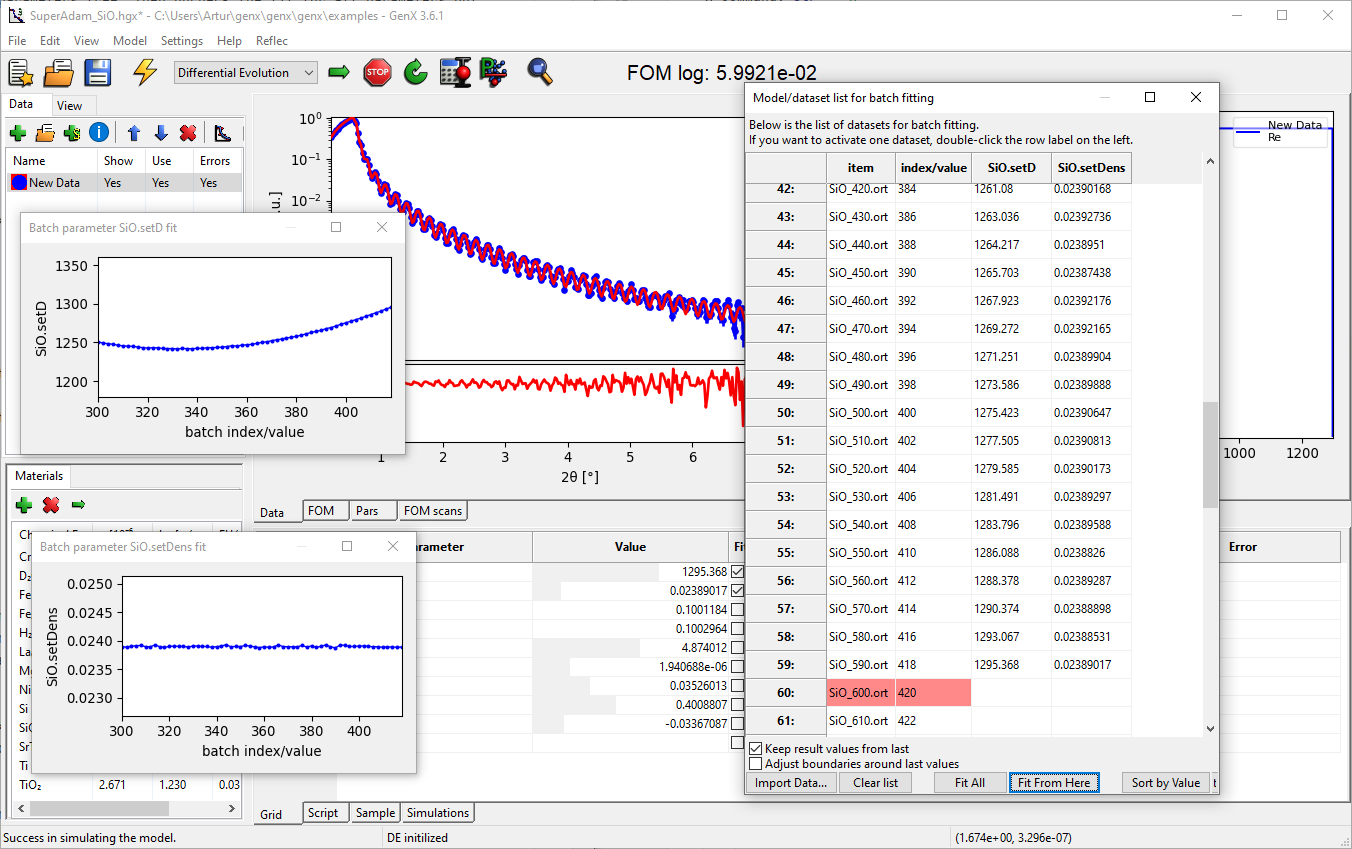 SuperAdam_SiO.hgx* - C:\Users\Artur\genx\genx\genx\examples - GenX 3.6.1
File Edit View Model Settings Help Reflec
Differential Evolution
STOP
FOM log: 5.9921e-02
Data View
Name Show Use Errors
New Data Yes Yes Yes
10⁰
10⁻¹
10⁻²
.u.]
1 2 3 4 5 6
2θ [°]
New Data
Re
1000 1200
Batch parameter SiO.setD fit
1350
1300
1250
1200
SiO.setD
300 320 340 360 380 400
batch index/value
Materials
D₂
Fe
Fe
H₂
La
Ni
Si
Ti
TiO₂ 2.671 1.230 0.03
Batch parameter SiO.setDens fit
0.0250
0.0245
0.0240
0.0235
0.0230
SiO.setDens
300 320 340 360 380 400
batch index/value
Data FOM Pars FOM scans
rameter Value Fi Error
1295.368
0.02389017
0.1001184
0.1002964
4.874012
1.940688e-06
0.03526013
0.4008807
-0.03367087
Grid Script Sample Simulations
Model/dataset list for batch fitting
Below is the list of datasets for batch fitting.
If you want to activate one dataset, double-click the row label on the left.
item index/value SiO.setD SiO.setDens
42: SiO_420.ort 384 1261.08 0.02390168
43: SiO_430.ort 386 1263.036 0.02392736
44: SiO_440.ort 388 1264.217 0.0238951
45: SiO_450.ort 390 1265.703 0.02387438
46: SiO_460.ort 392 1267.923 0.02392176
47: SiO_470.ort 394 1269.272 0.02392165
48: SiO_480.ort 396 1271.251 0.02389904
49: SiO_490.ort 398 1273.586 0.02389888
50: SiO_500.ort 400 1275.423 0.02390647
51: SiO_510.ort 402 1277.505 0.02390813
52: SiO_520.ort 404 1279.585 0.02390173
53: SiO_530.ort 406 1281.491 0.02389297
54: SiO_540.ort 408 1283.796 0.02389588
55: SiO_550.ort 410 1286.088 0.0238826
56: SiO_560.ort 412 1288.378 0.02389287
57: SiO_570.ort 414 1290.374 0.02388898
58: SiO_580.ort 416 1293.067 0.02388531
59: SiO_590.ort 418 1295.368 0.02389017
60: SiO_600.ort 420
61: SiO_610.ort 422
Keep result values from last
Adjust boundaries around last values
Import Data... Clear list Fit All Fit From Here Sort by Value
Success in simulating the model. DE initilized (1.674e+00, 3.296e-07)